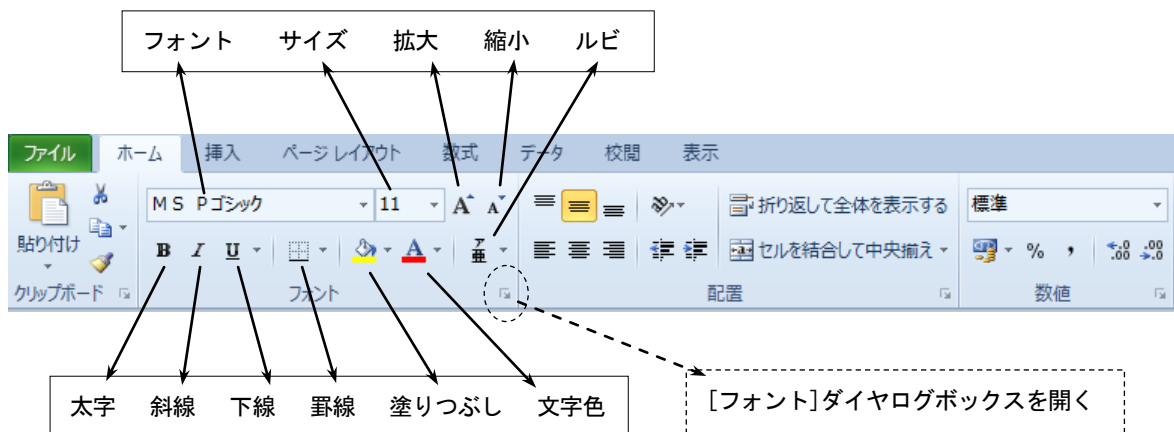 フォント サイズ 拡大 縮小 ルビ
ファイル ホーム 挿入 ページ レイアウト 数式 データ 校閲 表示
MS Pゴシック 11 A A 折り返して全体を表示する 標準
貼り付け B I U A ア亜 セルを結合して中央揃え % , .0 .00 .00 .0
クリップボード フォント 配置 数値
太字 斜線 下線 罫線 塗りつぶし 文字色 [フォント]ダイヤログボックスを開く